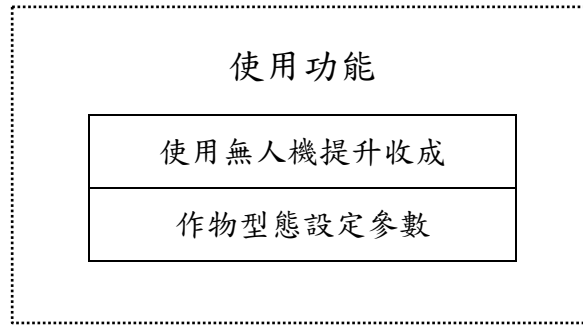 使用功能
使用無人機提升收成
作物型態設定參數